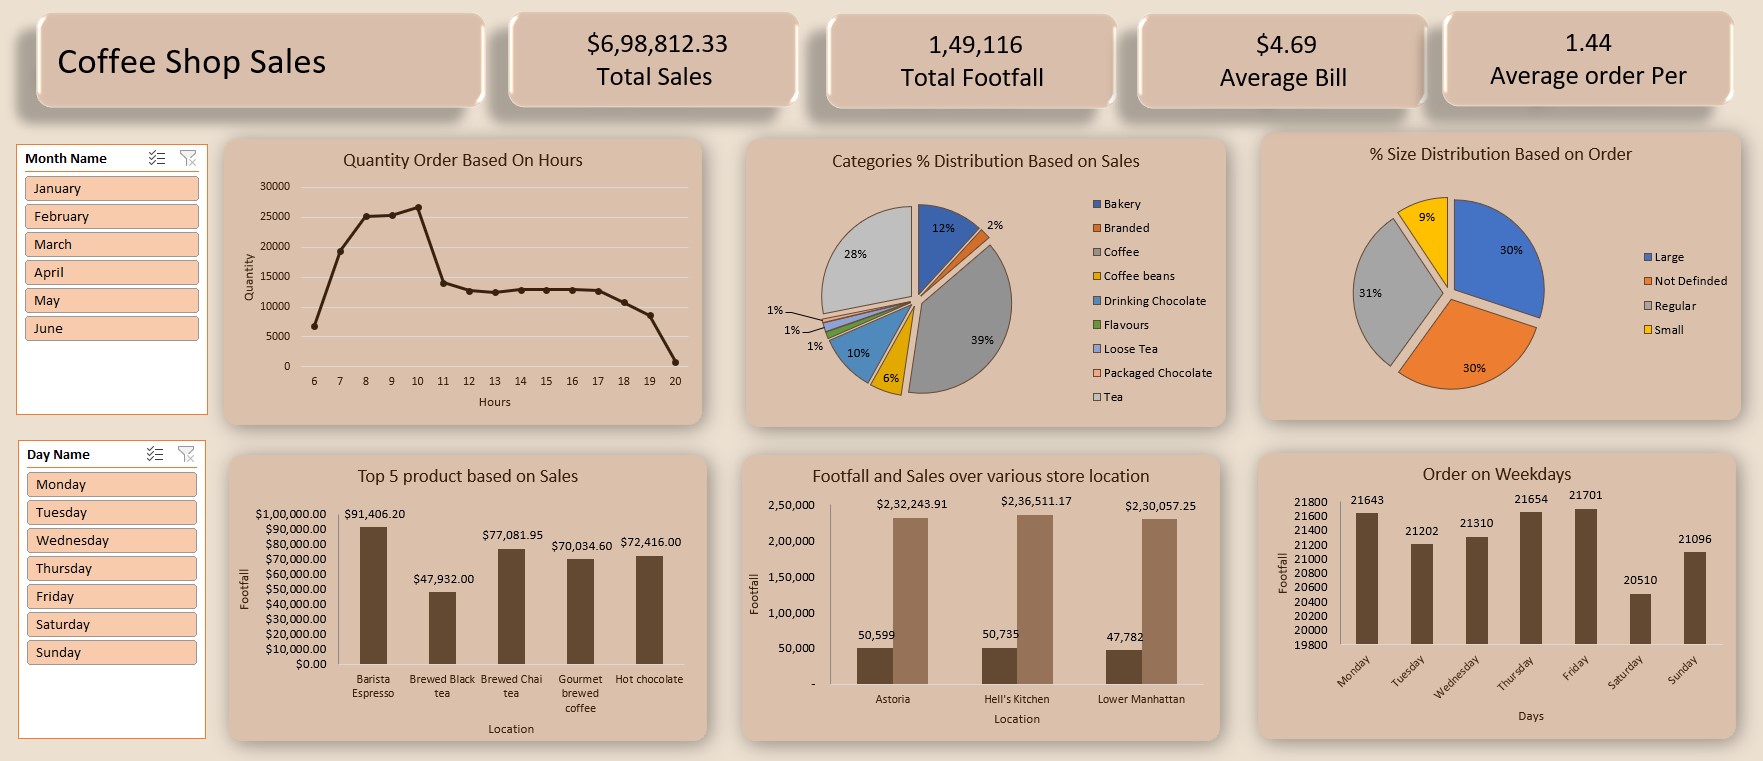 Coffee Shop Sales
$6,98,812.33
Total Sales
1,49,116
Total Footfall
$4.69
Average Bill
1.44
Average order Per
Month Name
January
February
March
April
May
June
Day Name
Monday
Tuesday
Wednesday
Thursday
Friday
Saturday
Sunday
Quantity Order Based On Hours
Quantity
30000
25000
20000
15000
10000
5000
0
6 7 8 9 10 11 12 13 14 15 16 17 18 19 20
Hours
Categories % Distribution Based on Sales
12%
2%
39%
6%
10%
1%
1%
1%
28%
Bakery
Branded
Coffee
Coffee beans
Drinking Chocolate
Flavours
Loose Tea
Packaged Chocolate
Tea
% Size Distribution Based on Order
30%
30%
31%
9%
Large
Not Definded
Regular
Small
Top 5 product based on Sales
Footfall
$1,00,000.00
$90,000.00
$80,000.00
$70,000.00
$60,000.00
$50,000.00
$40,000.00
$30,000.00
$20,000.00
$10,000.00
$0.00
$91,406.20
$47,932.00
$77,081.95
$70,034.60
$72,416.00
Barista
Espresso
Brewed Black
tea
Brewed Chai
tea
Gourmet
brewed
coffee
Hot chocolate
Location
Footfall and Sales over various store location
Footfall
2,50,000
2,00,000
1,50,000
1,00,000
50,000
-
50,599
$2,32,243.91
50,735
$2,36,511.17
47,782
$2,30,057.25
Astoria
Hell's Kitchen
Lower Manhattan
Location
Order on Weekdays
Footfall
21800
21600
21400
21200
21000
20800
20600
20400
20200
20000
19800
21643
21202
21310
21654
21701
20510
21096
Monday
Tuesday
Wednesday
Thursday
Friday
Saturday
Sunday
Days